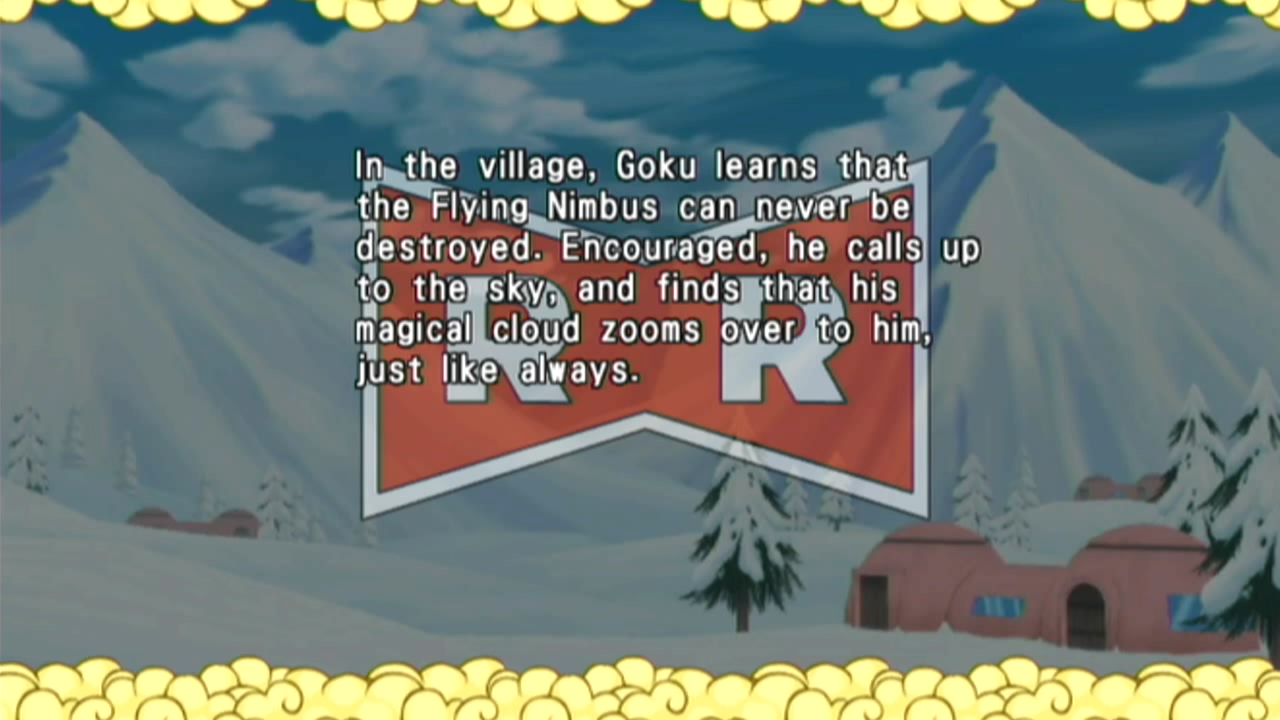 In the village, Goku learns that
the Flying Nimbus can never be
destroyed. Encouraged, he calls up
to the sky, and finds that his
magical cloud zooms over to him,
just like always.
R R